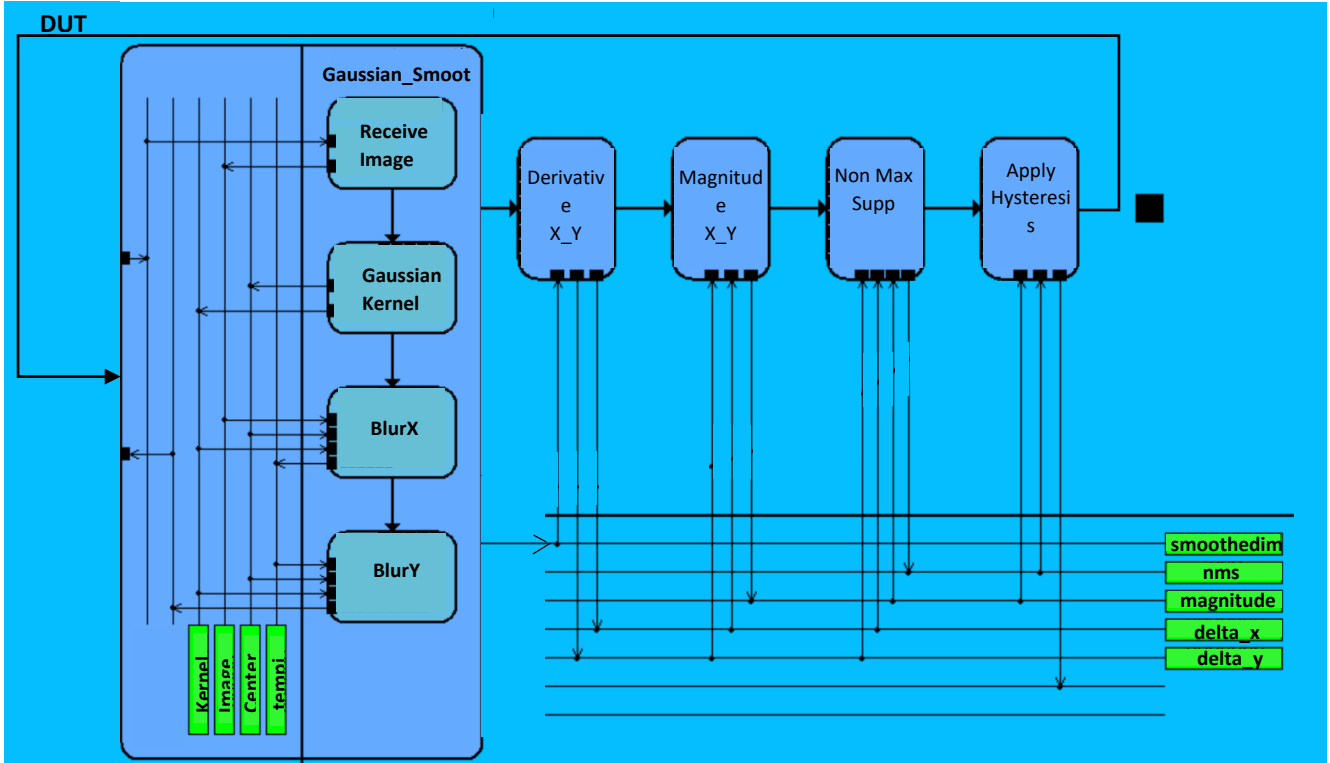 DUT
Gaussian_Smoot
Receive
Image
Gaussian
Kernel
BlurX
BlurY
Derivativ
e
X_Y
Magnitud
e
X_Y
Non Max
Supp
Apply
Hysteresi
s
smoothedim
nms
magnitude
delta_x
delta_y
Kernel
Image
Center
tempi